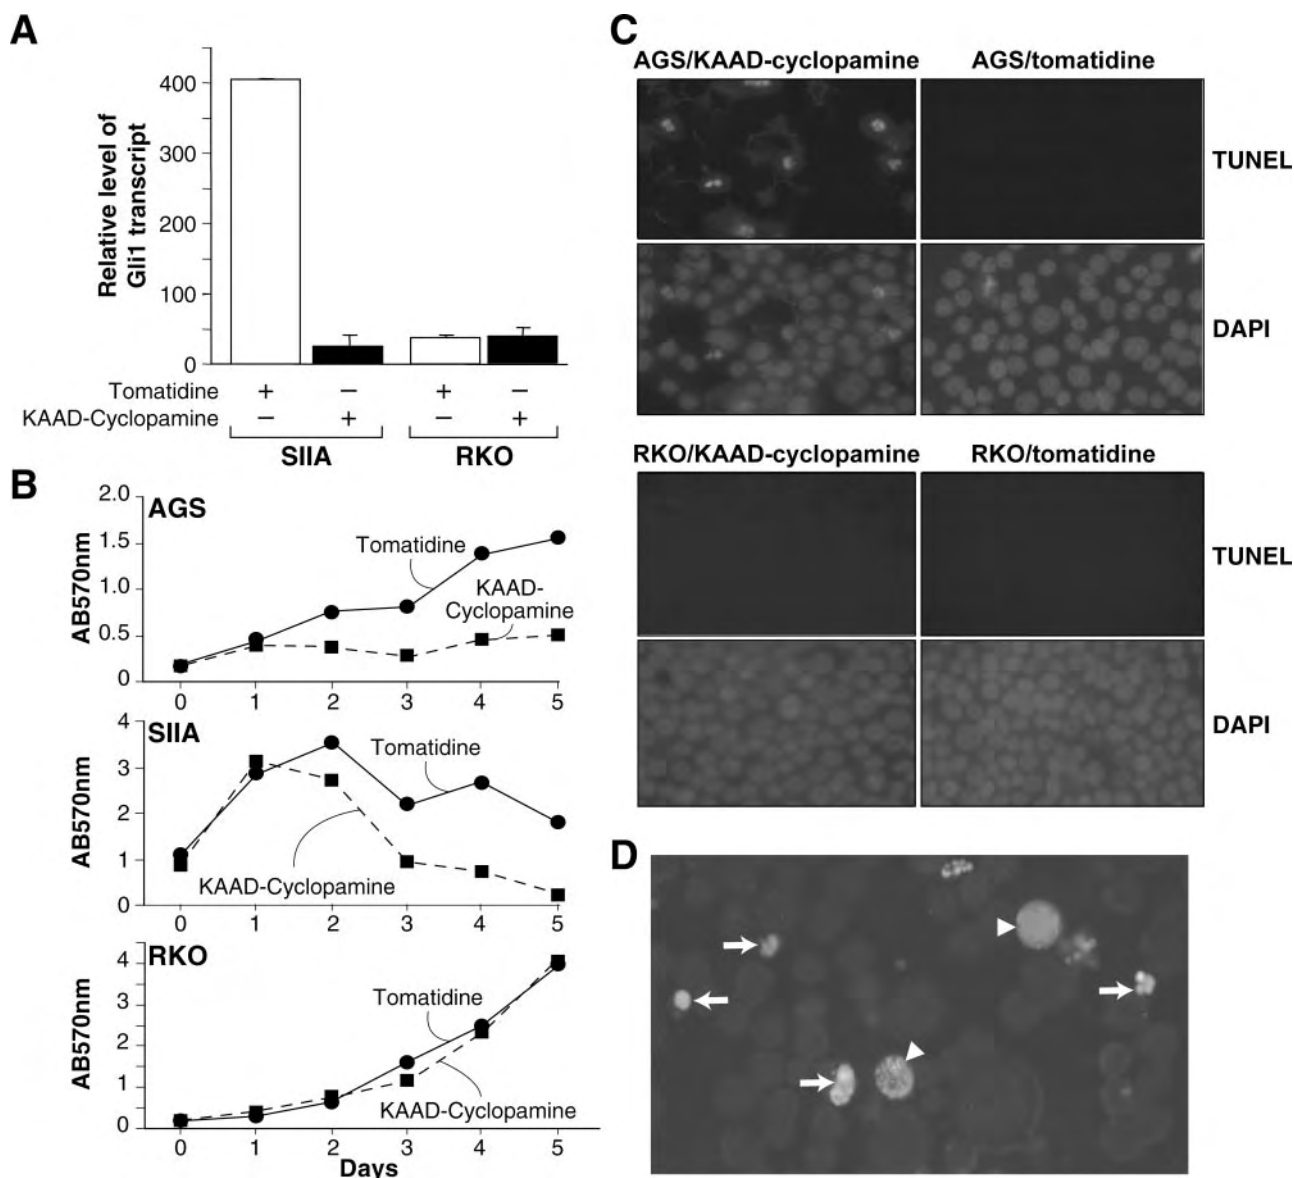 A
Relative level of
Gli1 transcript
400
300
200
100
0
Tomatidine + − + −
KAAD-Cyclopamine − + − +
SIIA RKO
B
AGS
AB570nm
2.0
1.5
1.0
0.5
0
Tomatidine
KAAD-
Cyclopamine
0 1 2 3 4 5
SIIA
AB570nm
4
3
2
1
0
Tomatidine
KAAD-Cyclopamine
0 1 2 3 4 5
RKO
AB570nm
4
3
2
1
0
Tomatidine
KAAD-Cyclopamine
0 1 2 3 4 5
Days
C
AGS/KAAD-cyclopamine AGS/tomatidine
TUNEL
DAPI
RKO/KAAD-cyclopamine RKO/tomatidine
TUNEL
DAPI
D